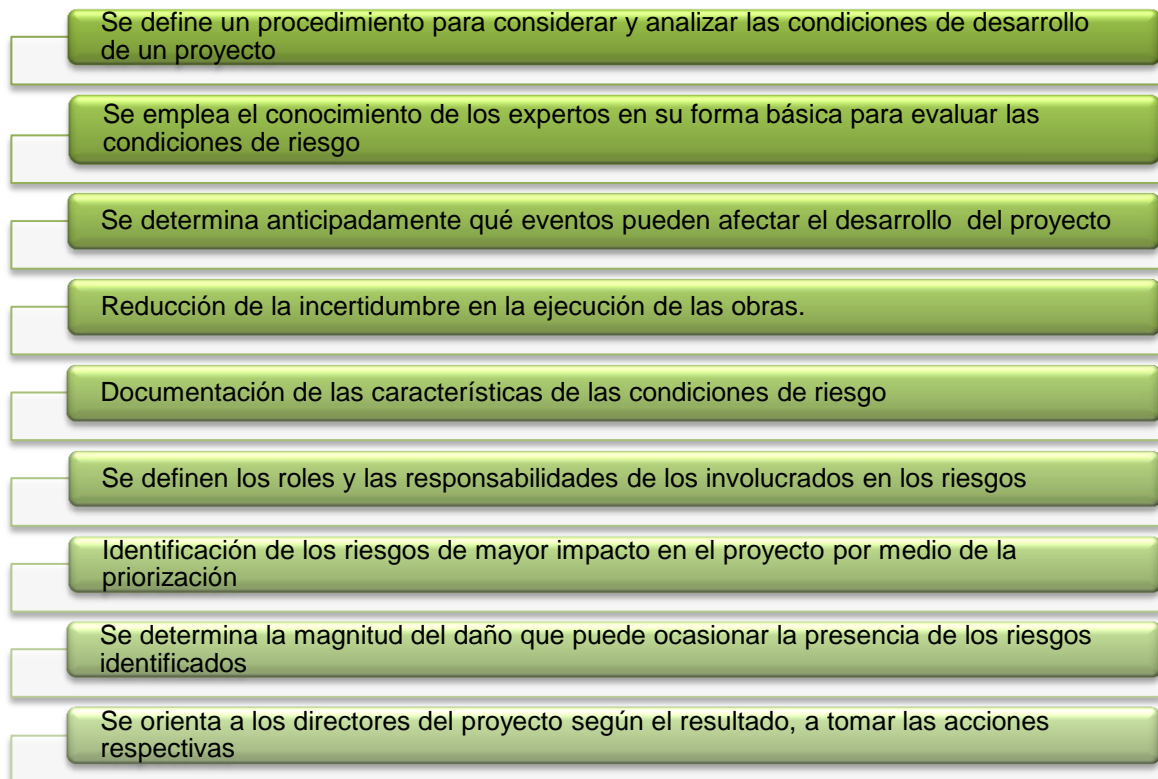 Se define un procedimiento para considerar y analizar las condiciones de desarrollo
de un proyecto
Se emplea el conocimiento de los expertos en su forma básica para evaluar las
condiciones de riesgo
Se determina anticipadamente qué eventos pueden afectar el desarrollo  del proyecto
Reducción de la incertidumbre en la ejecución de las obras.
Documentación de las características de las condiciones de riesgo
Se definen los roles y las responsabilidades de los involucrados en los riesgos
Identificación de los riesgos de mayor impacto en el proyecto por medio de la
priorización
Se determina la magnitud del daño que puede ocasionar la presencia de los riesgos
identificados
Se orienta a los directores del proyecto según el resultado, a tomar las acciones
respectivas